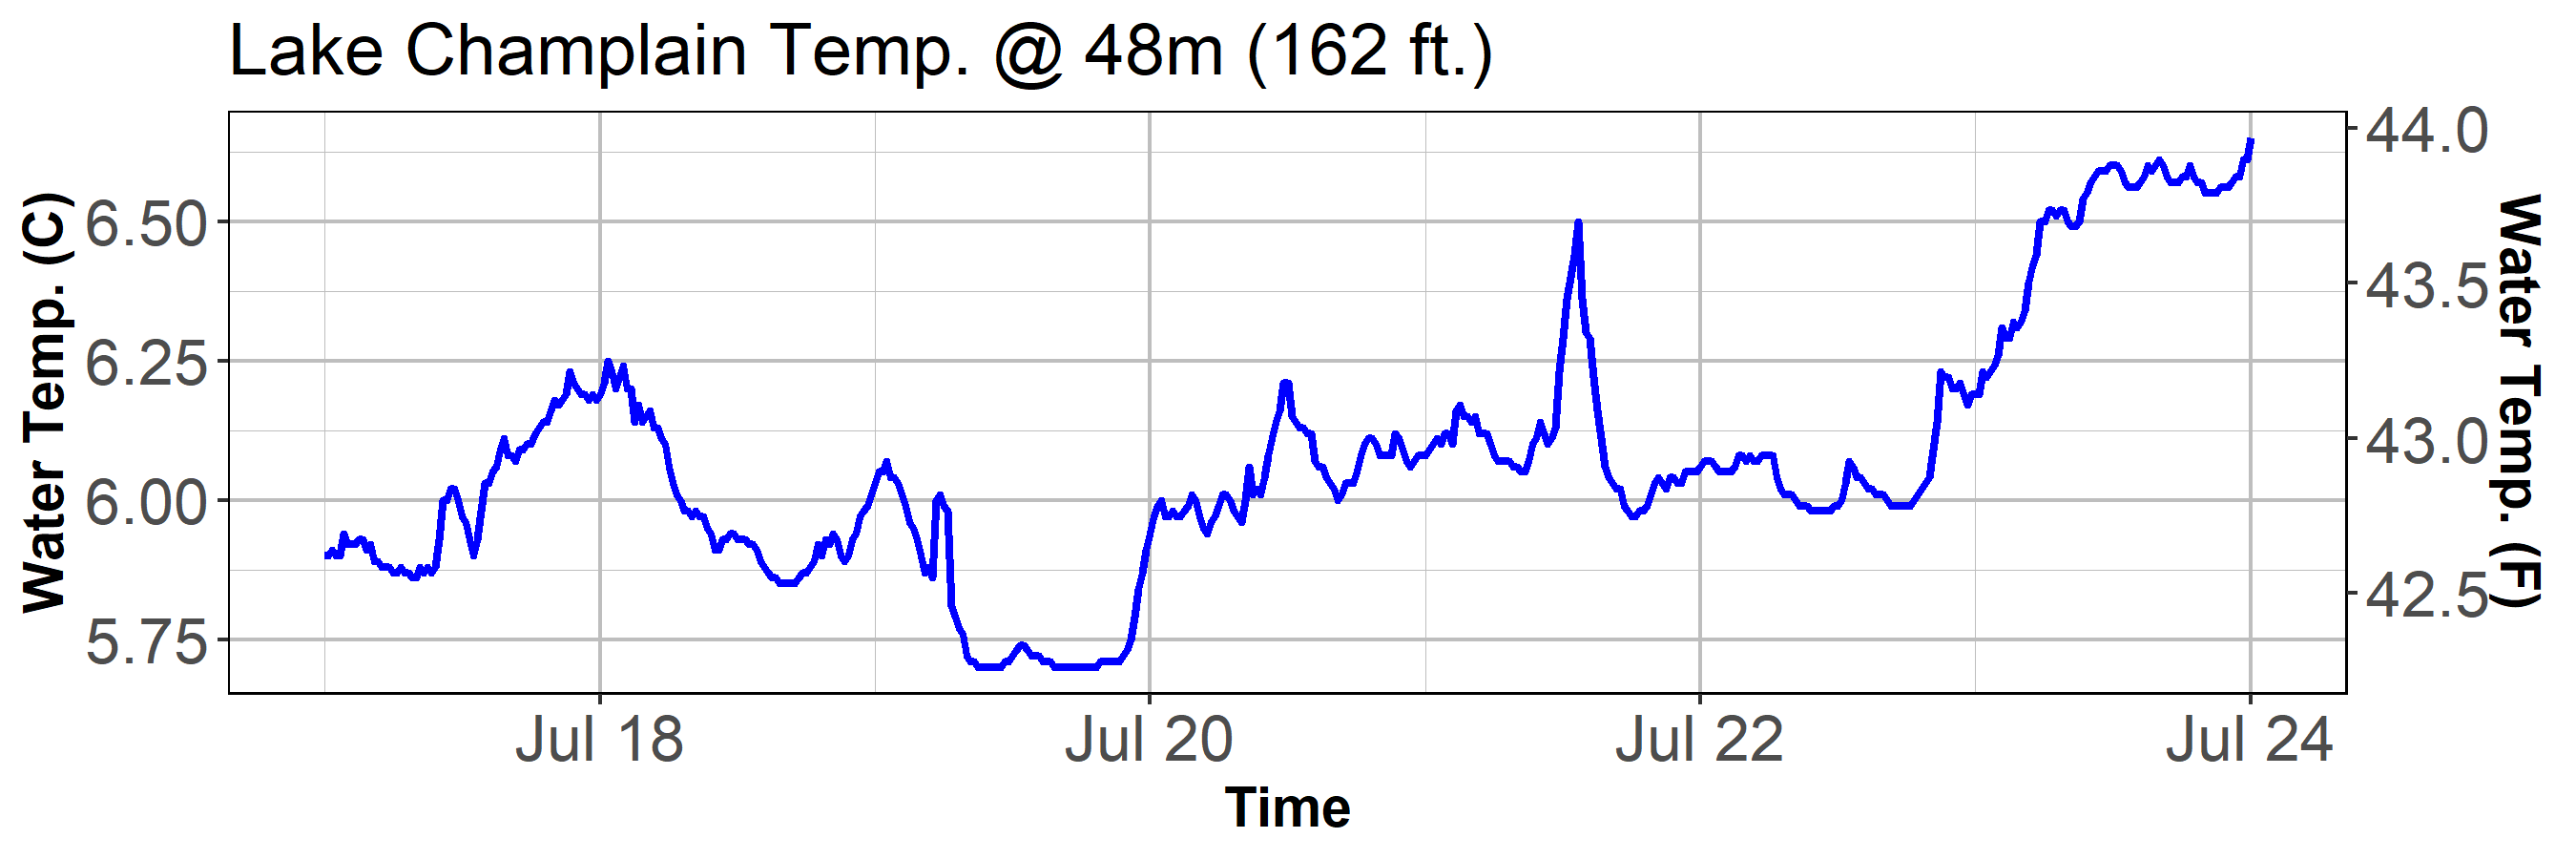 Lake Champlain Temp. @ 48m (162 ft.)
Water Temp. (C)
6.50
6.25
6.00
5.75
44.0
43.5
43.0
42.5
Water Temp. (F)
Jul 18
Jul 20
Jul 22
Jul 24
Time